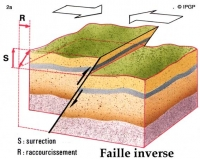 2a
© IPGP
R
S
S : surrection
R : raccourcissement
Faille inverse